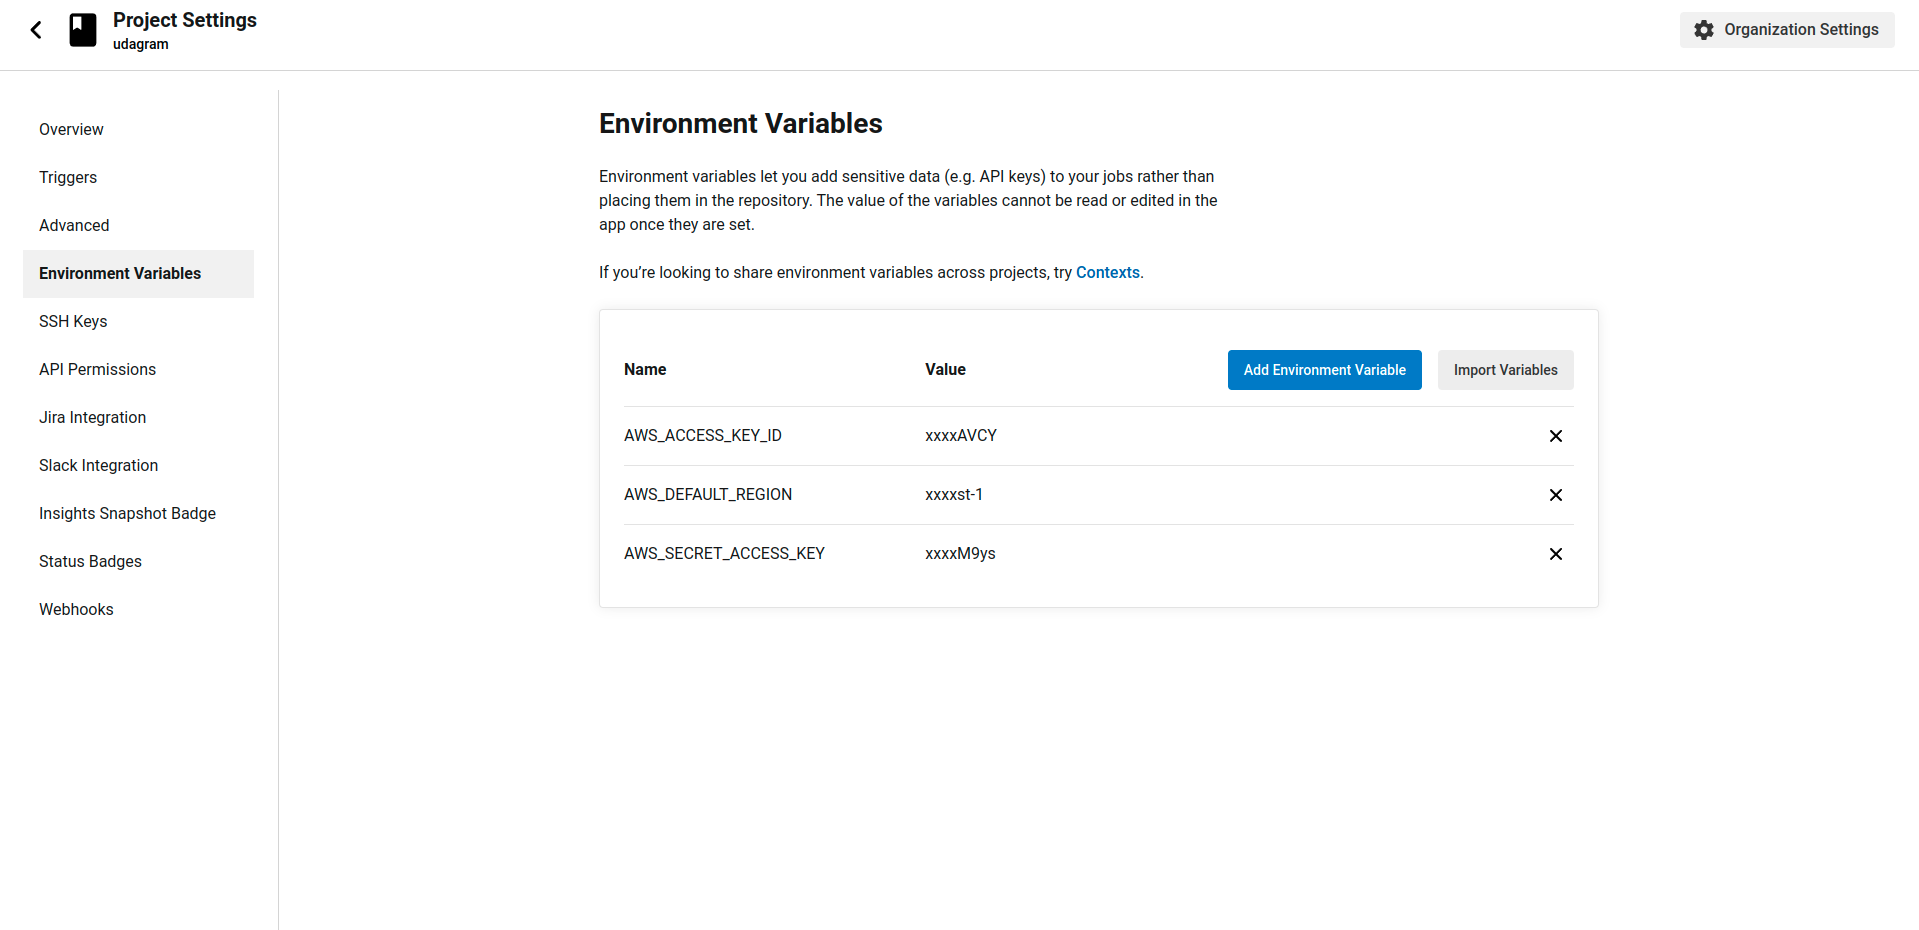 Project Settings
udagram
Organization Settings
Overview
Triggers
Advanced
Environment Variables
SSH Keys
API Permissions
Jira Integration
Slack Integration
Insights Snapshot Badge
Status Badges
Webhooks
Environment Variables
Environment variables let you add sensitive data (e.g. API keys) to your jobs rather than
placing them in the repository. The value of the variables cannot be read or edited in the
app once they are set.
If you’re looking to share environment variables across projects, try Contexts.
Name Value Add Environment Variable Import Variables
AWS_ACCESS_KEY_ID xxxxAVCY
AWS_DEFAULT_REGION xxxxst-1
AWS_SECRET_ACCESS_KEY xxxxM9ys